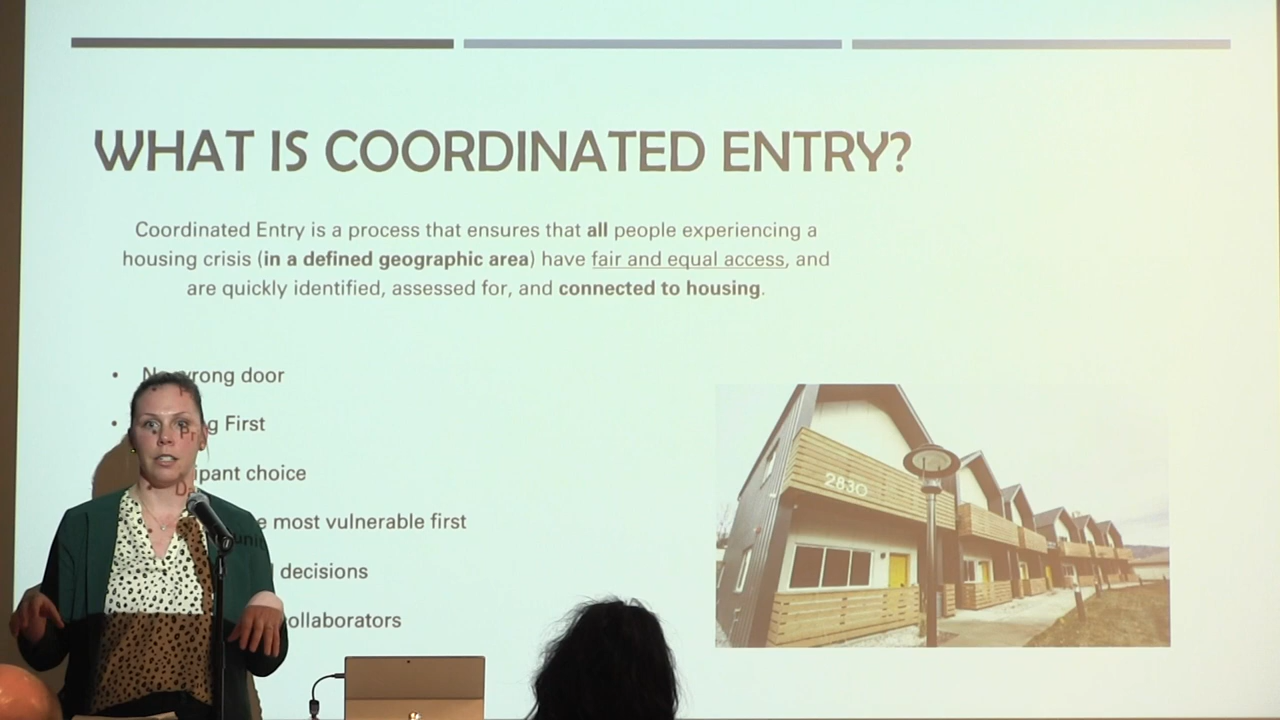 WHAT IS COORDINATED ENTRY?
Coordinated Entry is a process that ensures that all people experiencing a
housing crisis (in a defined geographic area) have fair and equal access, and
are quickly identified, assessed for, and connected to housing.
• wrong door
• First
choice
most vulnerable first
decisions
2830